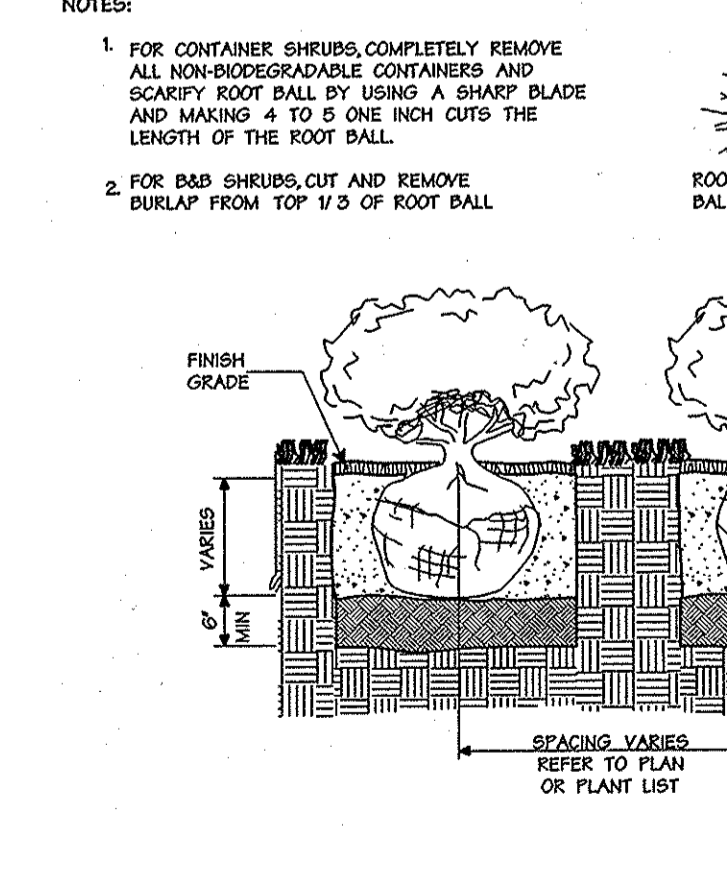 NOTES:
1. FOR CONTAINER SHRUBS, COMPLETELY REMOVE
ALL NON-BIODEGRADABLE CONTAINERS AND
SCARIFY ROOT BALL BY USING A SHARP BLADE
AND MAKING 4 TO 5 ONE INCH CUTS THE
LENGTH OF THE ROOT BALL.
2. FOR B&B SHRUBS, CUT AND REMOVE
BURLAP FROM TOP 1/3 OF ROOT BALL
ROO
BAL
FINISH
GRADE
VARIES
6"
MIN
SPACING VARIES
REFER TO PLAN
OR PLANT LIST